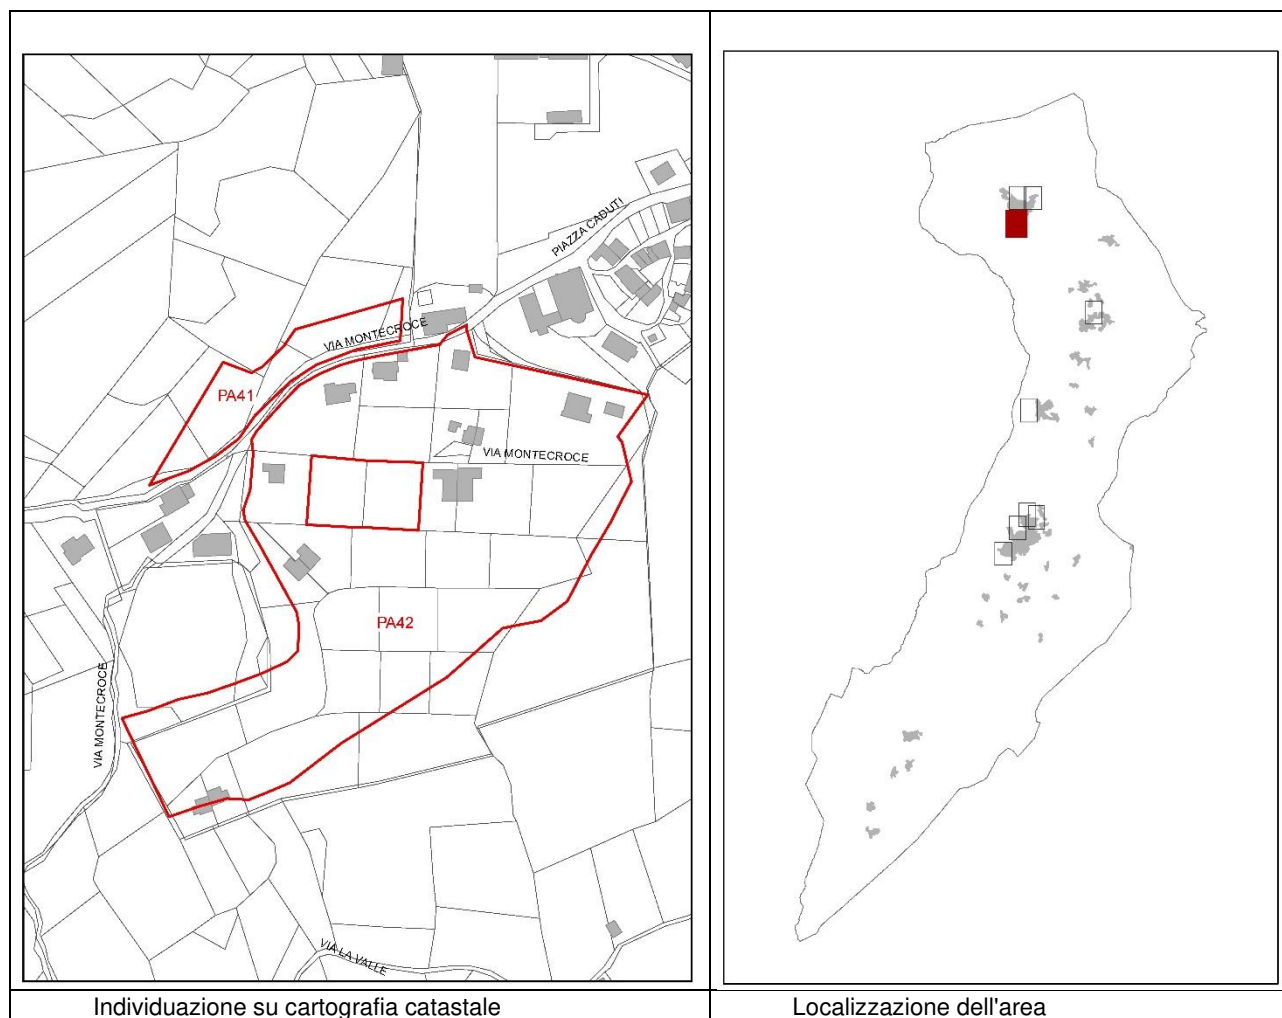 PIAZZA CADUTI
VIA MONTECROCE
PA41
VIA MONTECROCE
PA42
VIA MONTECROCE
VIA LA VALLE
Individuazione su cartografia catastale
Localizzazione dell'area